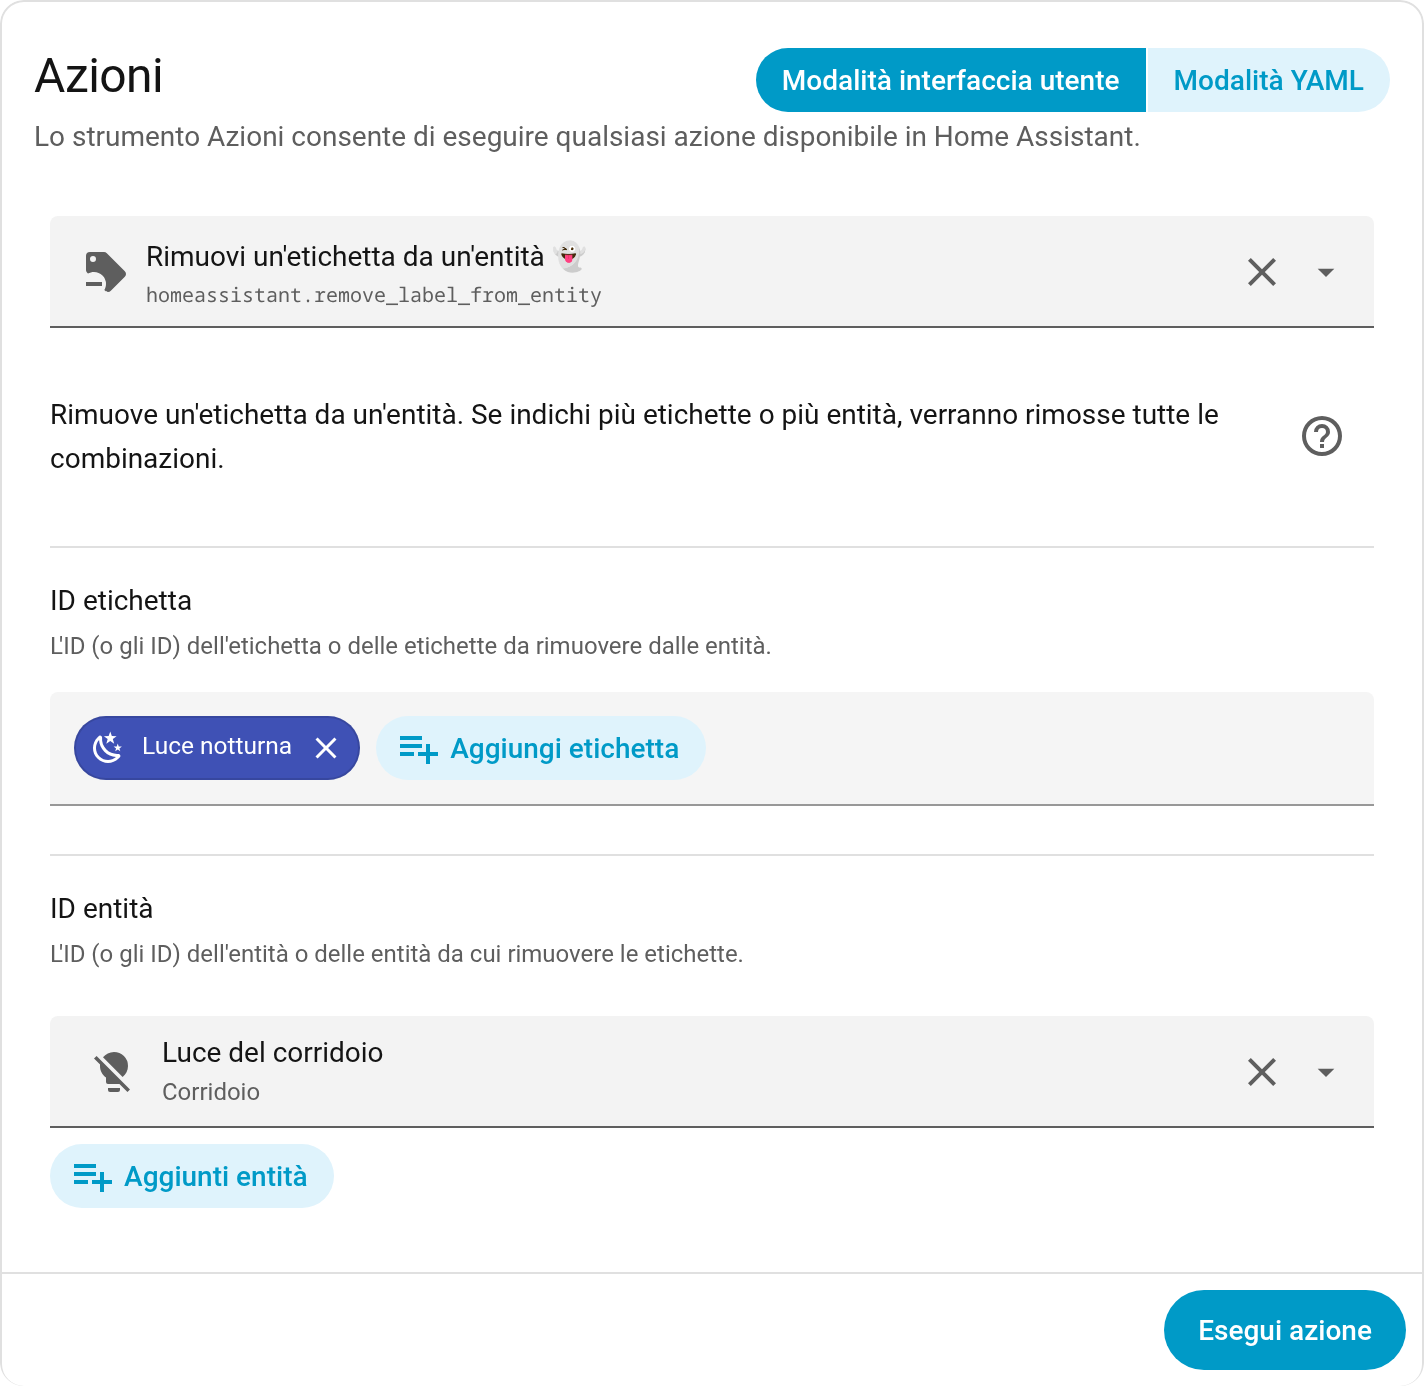 Azioni
Modalità interfaccia utente
Modalità YAML
Lo strumento Azioni consente di eseguire qualsiasi azione disponibile in Home Assistant.
Rimuovi un'etichetta da un'entità 👻
homeassistant.remove_label_from_entity
Rimuove un'etichetta da un'entità. Se indichi più etichette o più entità, verranno rimosse tutte le
combinazioni.
ID etichetta
L'ID (o gli ID) dell'etichetta o delle etichette da rimuovere dalle entità.
Luce notturna
Aggiungi etichetta
ID entità
L'ID (o gli ID) dell'entità o delle entità da cui rimuovere le etichette.
Luce del corridoio
Corridoio
Aggiunti entità
Esegui azione